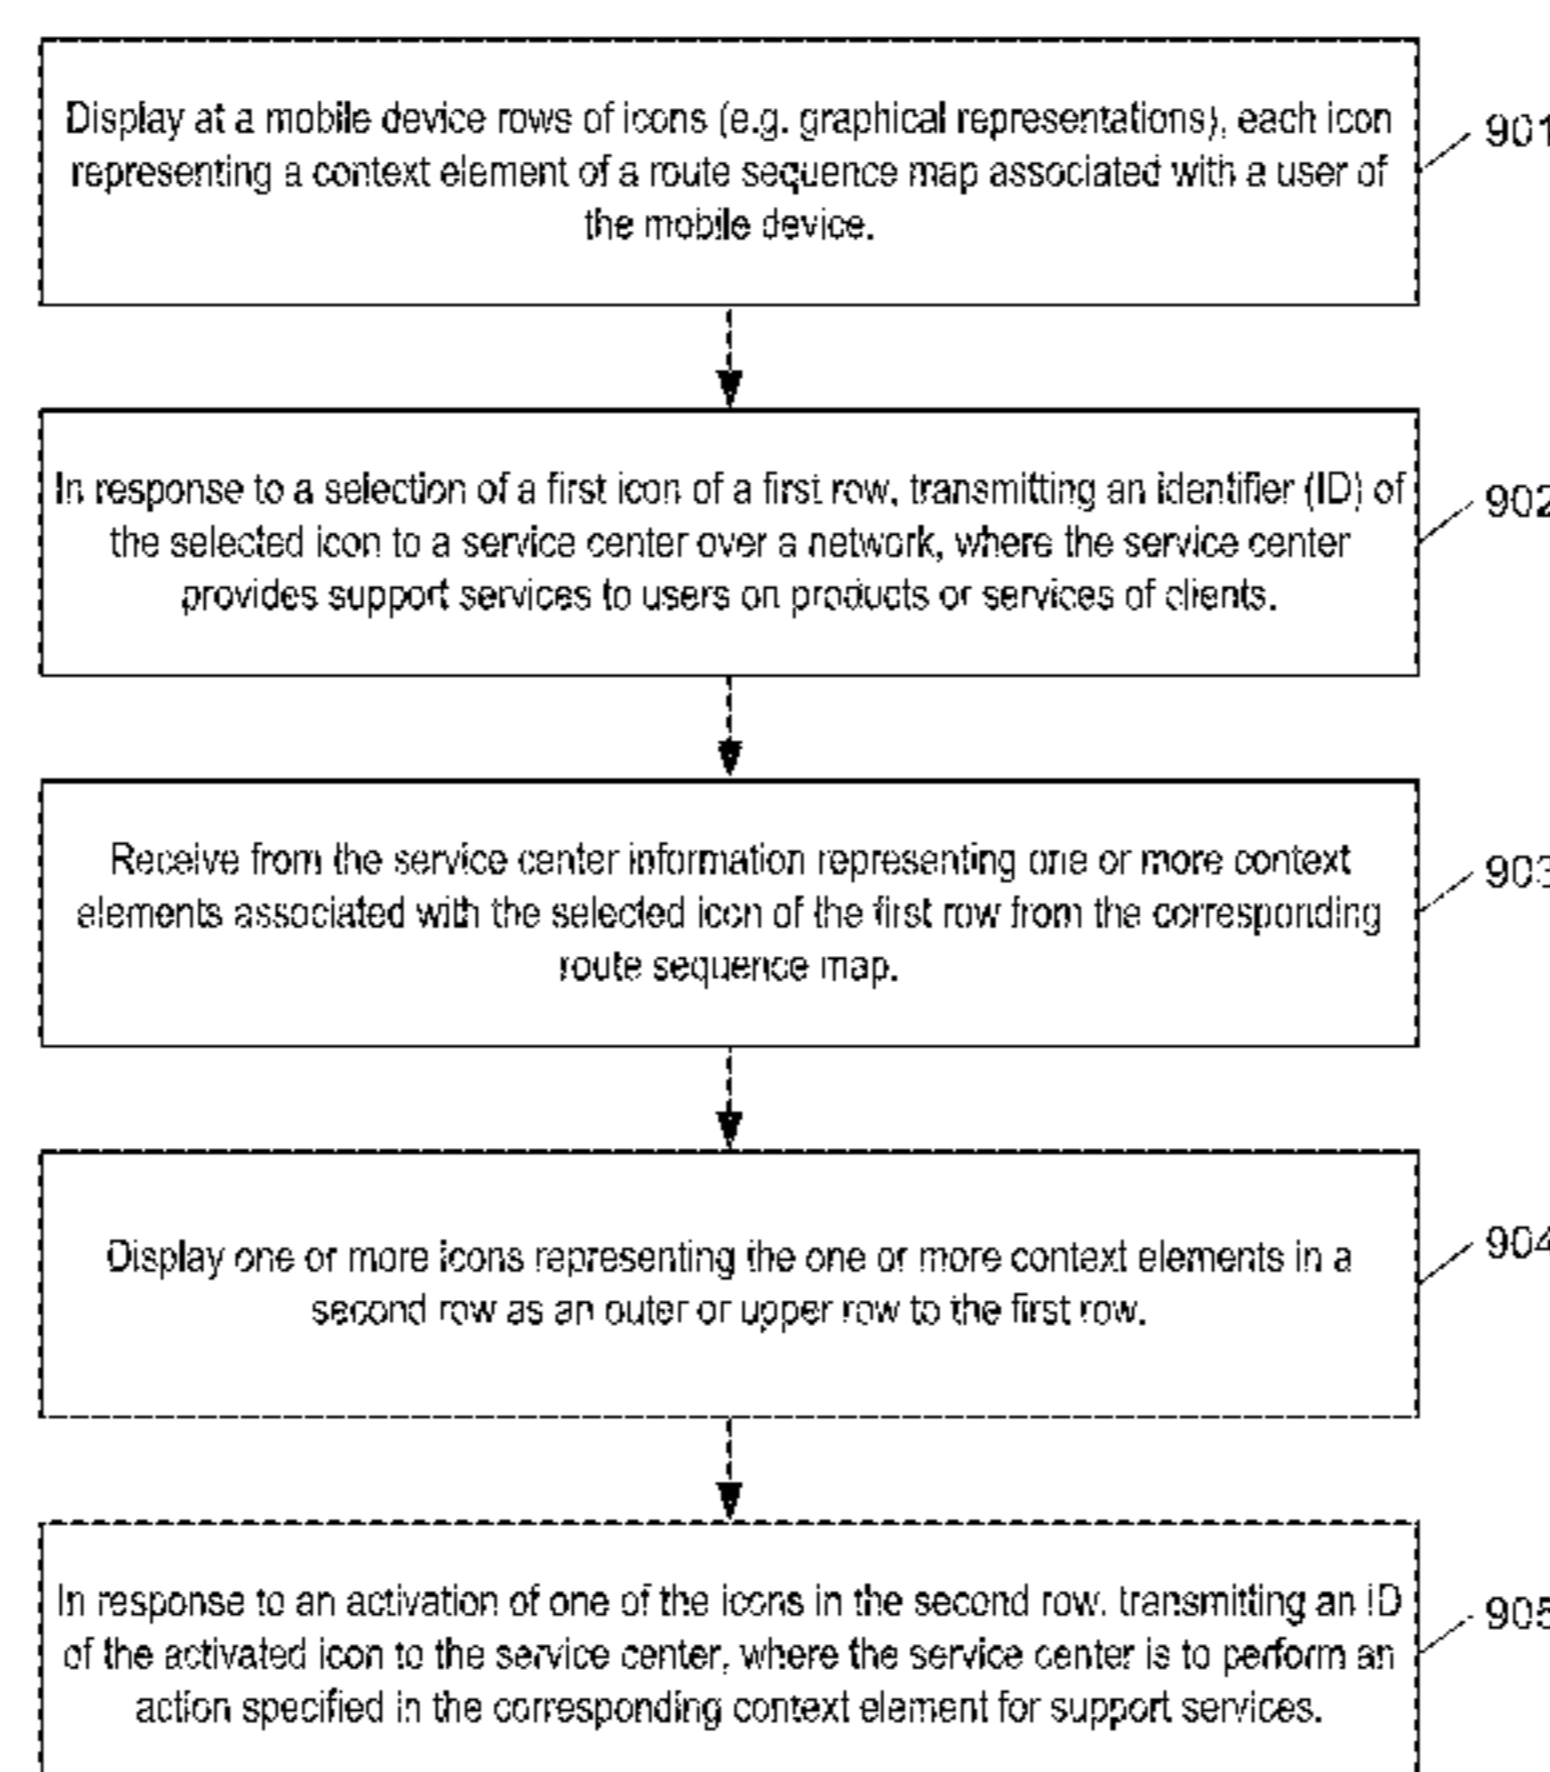 Display at a mobile device rows of icons (e.g. graphical representations), each icon
representing a context element of a route sequence map associated with a user of
the mobile device.
901
In response to a selection of a first icon of a first row, transmitting an identifier (ID) of
the selected icon to a service center over a network, where the service center
provides support services to users on products or services of clients.
902
Receive from the service center information representing one or more context
elements associated with the selected icon of the first row from the corresponding
route sequence map.
903
Display one or more icons representing the one or more context elements in a
second row as an outer or upper row to the first row.
904
In response to an activation of one of the icons in the second row, transmitting an ID
of the activated icon to the service center, where the service center is to perform an
action specified in the corresponding context element for support services.
905